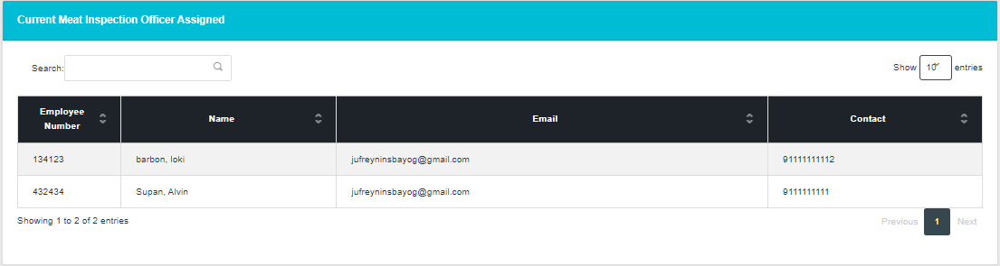 Current Meat Inspection Officer Assigned
Search:
Show 10 entries
Employee Number Name Email Contact
134123 barbon, loki jufreyninsbayog@gmail.com 91111111112
432434 Supan, Alvin jufreyninsbayog@gmail.com 9111111111
Showing 1 to 2 of 2 entries
Previous 1 Next